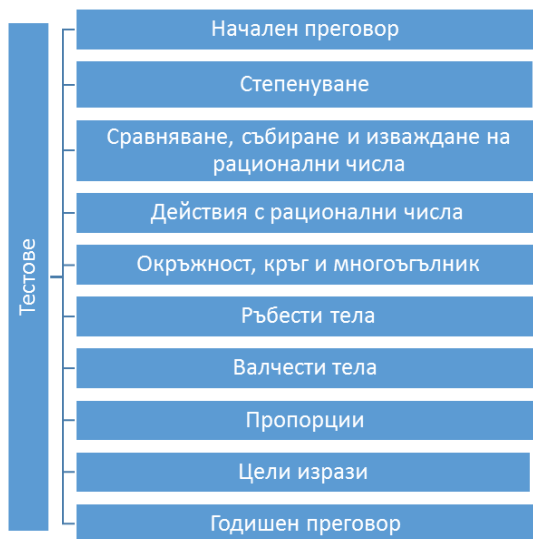 Тестове
Начален преговор
Степенуване
Сравняване, събиране и изваждане на
рационални числа
Действия с рационални числа
Окръжност, кръг и многоъгълник
Ръбести тела
Валчести тела
Пропорции
Цели изрази
Годишен преговор